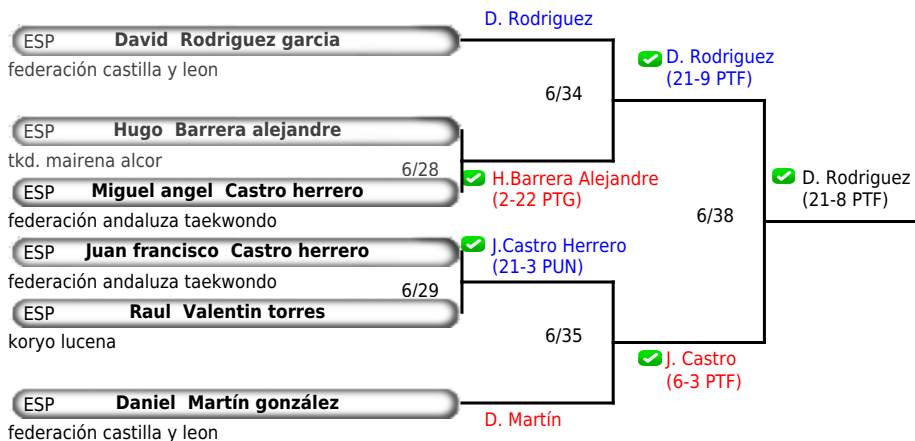 D. Rodriguez
ESP David Rodriguez garcia
federación castilla y leon
D. Rodriguez
(21-9 PTF)
6/34
ESP Hugo Barrera alejandre
tkd. mairena alcor
6/28
H.Barrera Alejandre
(2-22 PTG)
ESP Miguel angel Castro herrero
federación andaluza taekwondo
D. Rodriguez
(21-8 PTF)
6/38
ESP Juan francisco Castro herrero
federación andaluza taekwondo
J.Castro Herrero
(21-3 PUN)
6/29
ESP Raul Valentin torres
koryo lucena
6/35
J. Castro
(6-3 PTF)
ESP Daniel Martín gonzález
federación castilla y leon
D. Martín